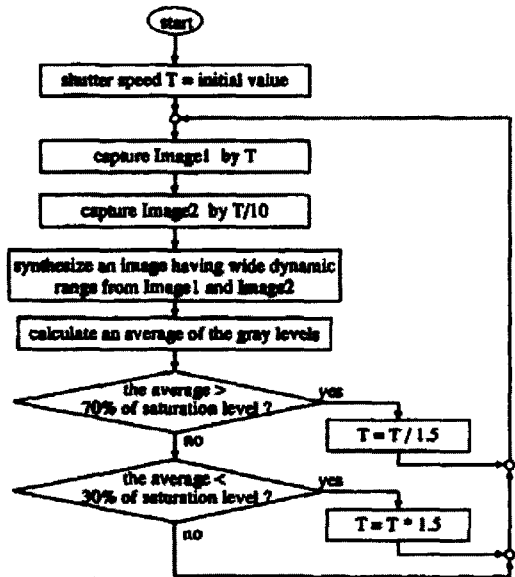 start
shutter speed T = initial value
capture Image1 by T
capture Image2 by T/10
synthesize an image having wide dynamic
range from Image1 and Image2
calculate an average of the gray levels
the average >
70% of saturation level ?
yes
T = T / 1.5
no
the average <
30% of saturation level ?
yes
T = T * 1.5
no